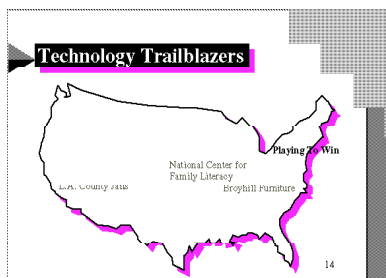 Technology Trailblazers
Playing To Win
National Center for
Family Literacy
L.A. County Jails
Broyhill Furniture
14